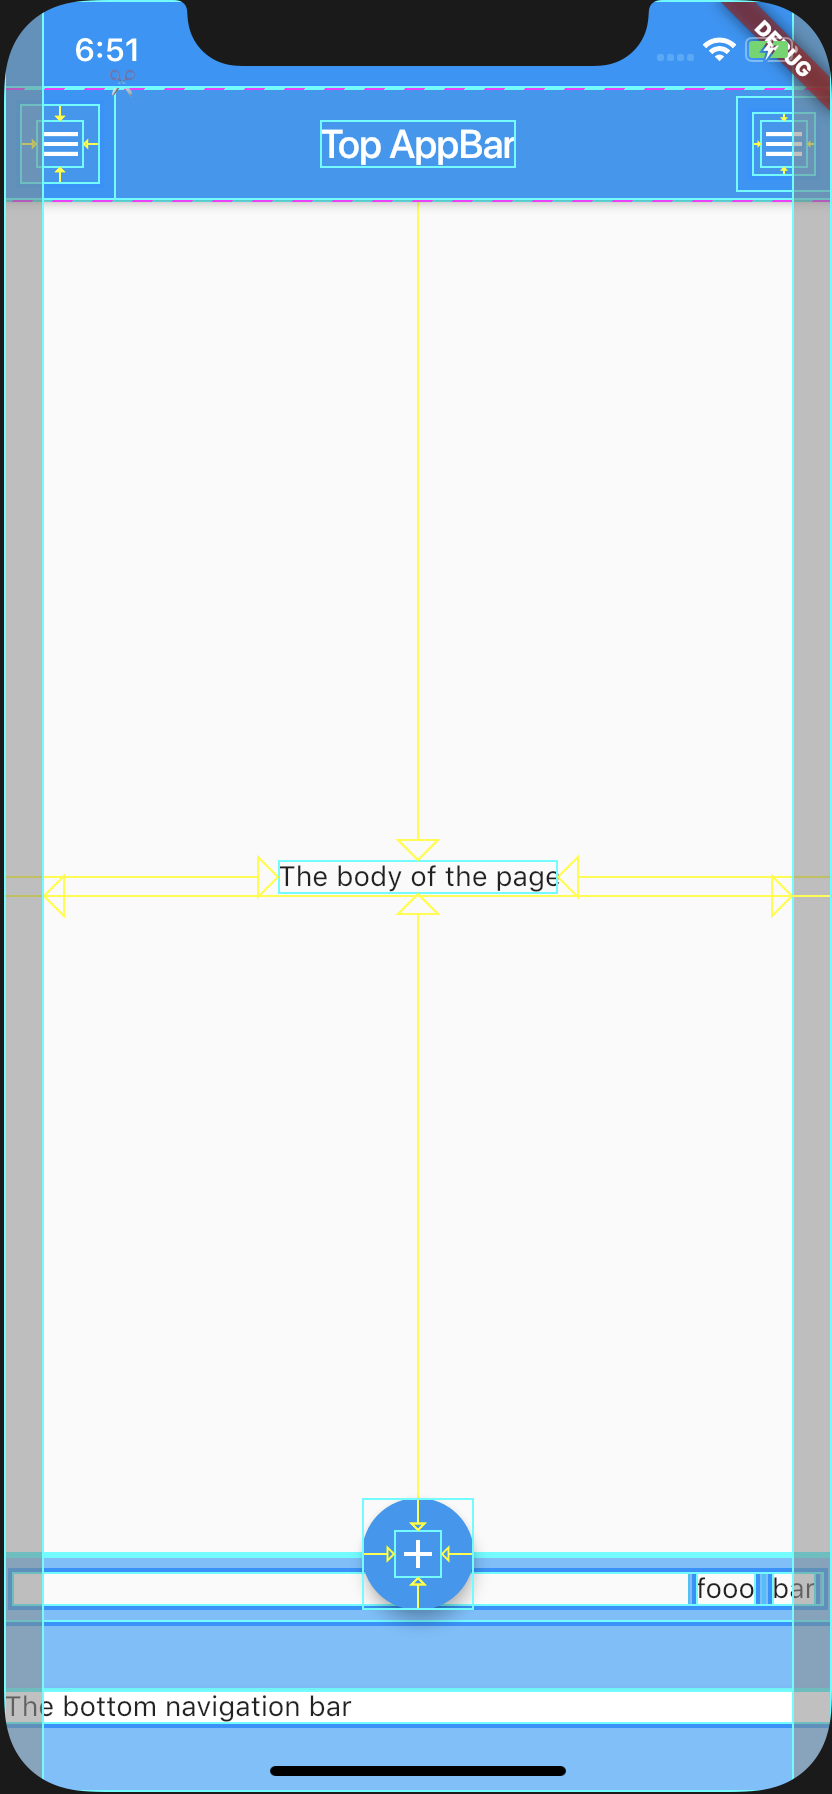 6:51
DEBUG
Top AppBar
The body of the page
fooo bar
The bottom navigation bar